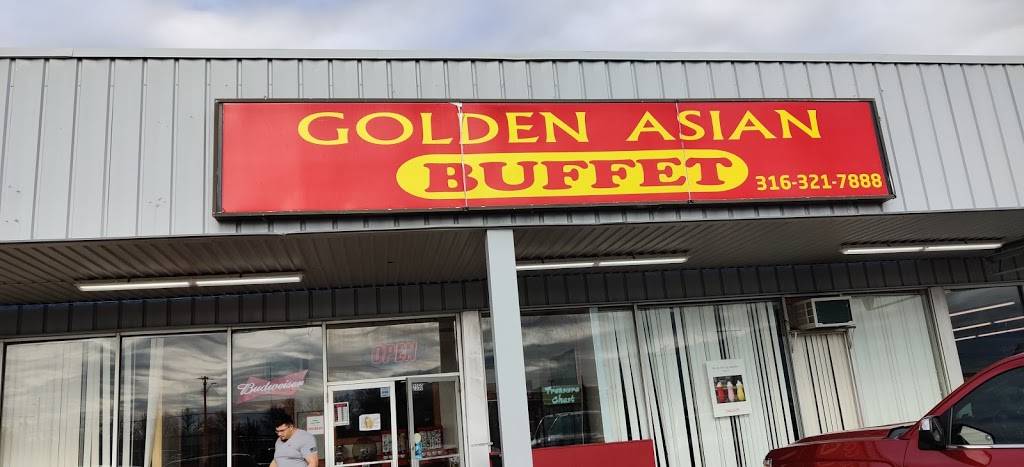 GOLDEN ASIAN
BUFFET
316-321-7888
OPEN
Budweiser
Treasure
Chest